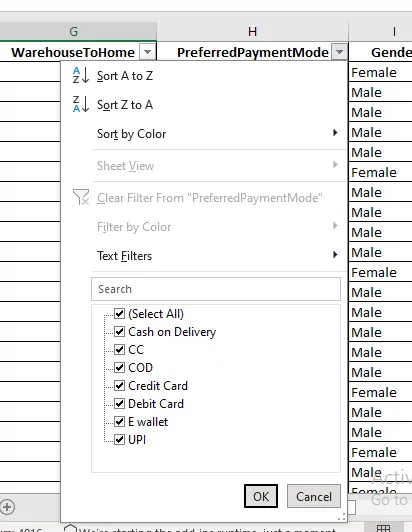 G H I
WarehouseToHome PreferredPaymentMode Gende
Sort A to Z
Sort Z to A
Sort by Color
Sheet View
Clear Filter From "PreferredPaymentMode"
Filter by Color
Text Filters
Search
(Select All)
Cash on Delivery
CC
COD
Credit Card
Debit Card
E wallet
UPI
OK Cancel
Female
Male
Male
Male
Male
Female
Male
Male
Male
Male
Female
Male
Male
Male
Male
Male
Female
Male
Male
Female
Male
Female
Activ
Go to